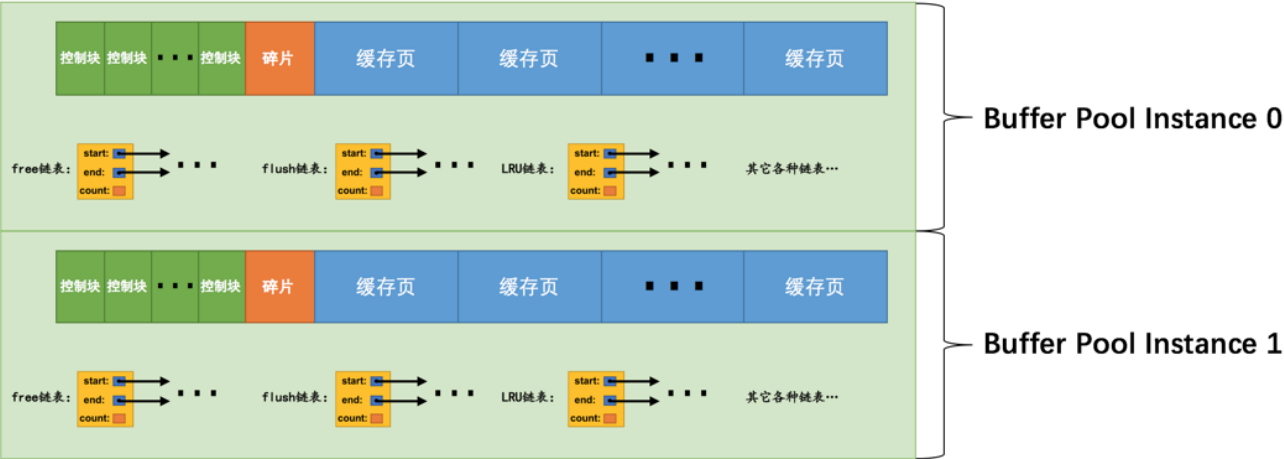 控制块 控制块 ··· 控制块 碎片 缓存页 缓存页 ··· 缓存页
Buffer Pool Instance 0
free链表: start: end: count: ···
flush链表: start: end: count: ···
LRU链表: start: end: count: ···
其它各种链表…
控制块 控制块 ··· 控制块 碎片 缓存页 缓存页 ··· 缓存页
Buffer Pool Instance 1
free链表: start: end: count: ···
flush链表: start: end: count: ···
LRU链表: start: end: count: ···
其它各种链表…